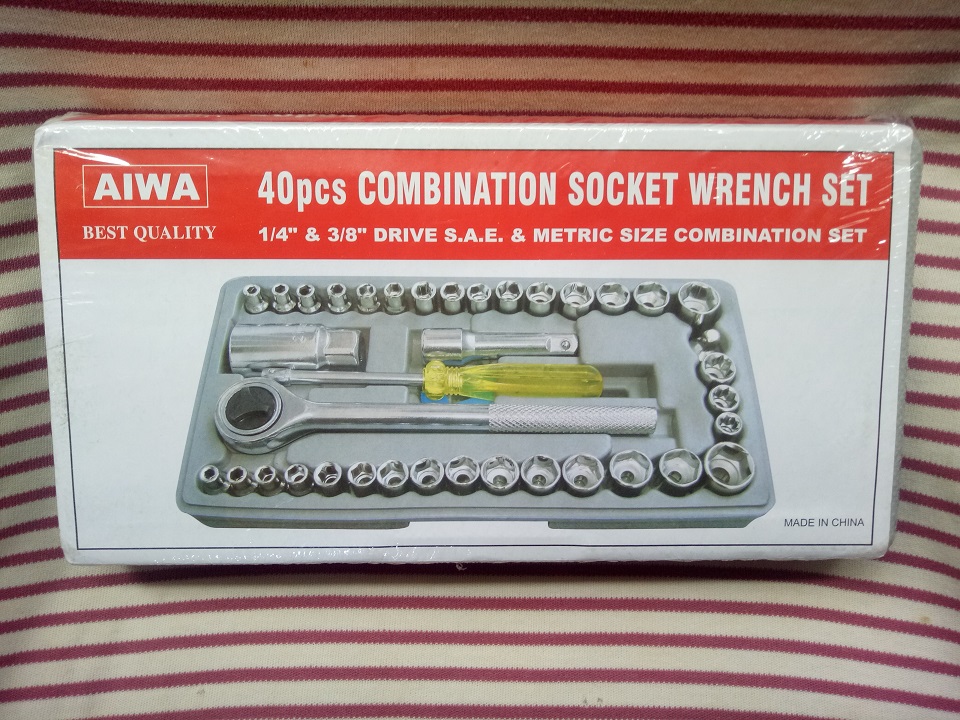 AIWA
BEST QUALITY
40pcs COMBINATION SOCKET WRENCH SET
1/4" & 3/8" DRIVE S.A.E. & METRIC SIZE COMBINATION SET
MADE IN CHINA